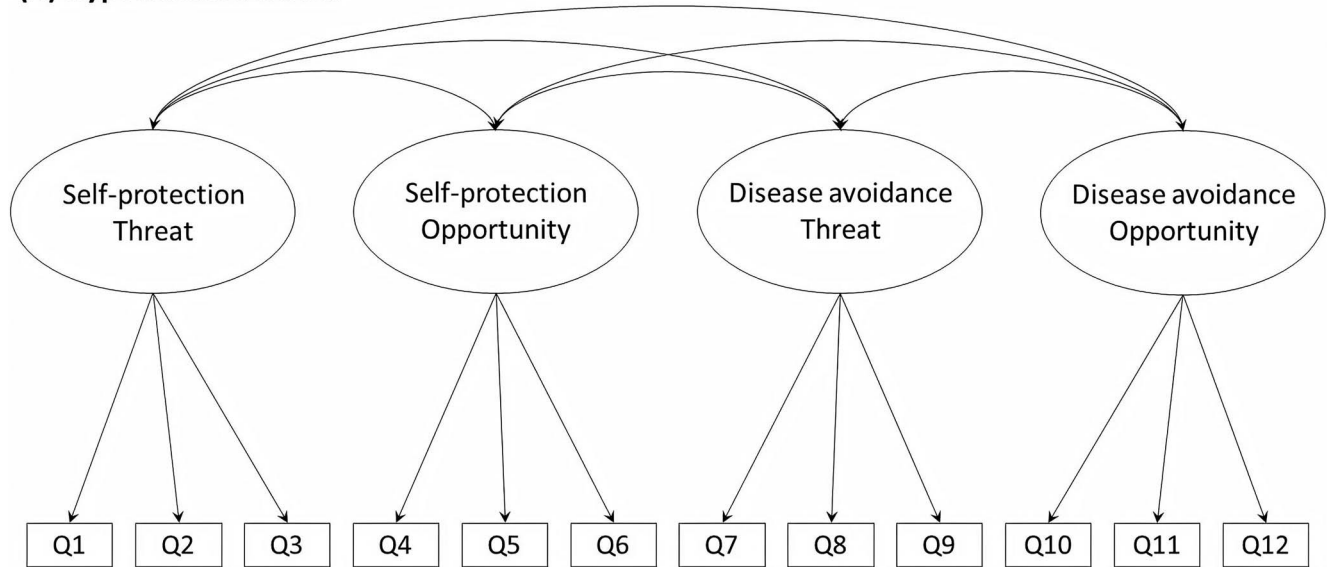 Self-protection
Threat
Self-protection
Opportunity
Disease avoidance
Threat
Disease avoidance
Opportunity
Q1
Q2
Q3
Q4
Q5
Q6
Q7
Q8
Q9
Q10
Q11
Q12